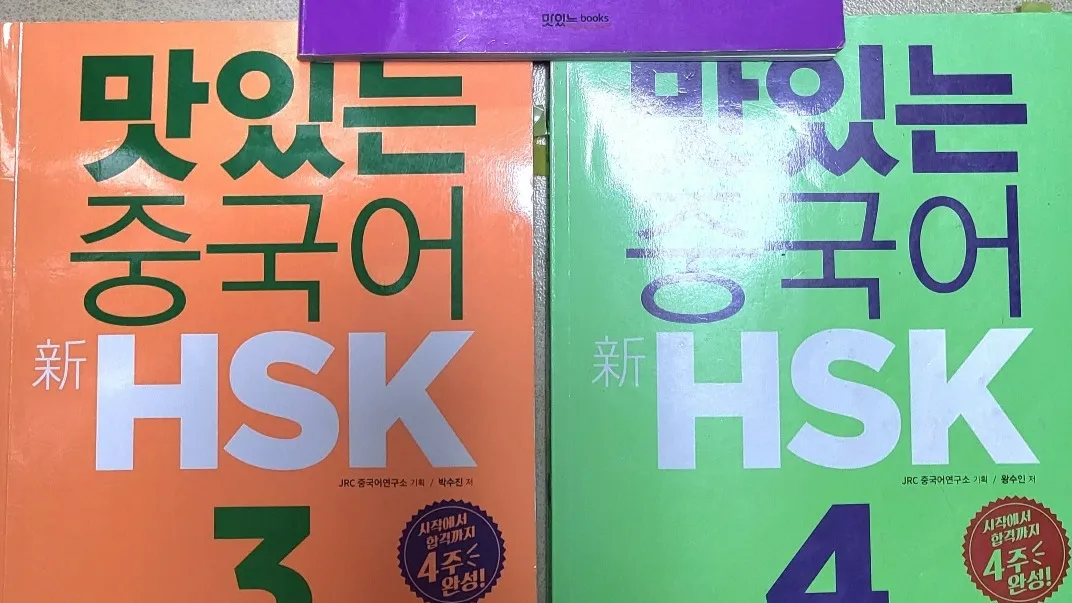 맛있는 books
맛있는
중국어
新 HSK
JRC 중국어연구소 기획 / 박수진 저
3
시작에서
합격까지
4주
완성!
맛있는
중국어
新 HSK
JRC 중국어연구소 기획 / 왕수인 저
4
시작에서
합격까지
4주
완성!